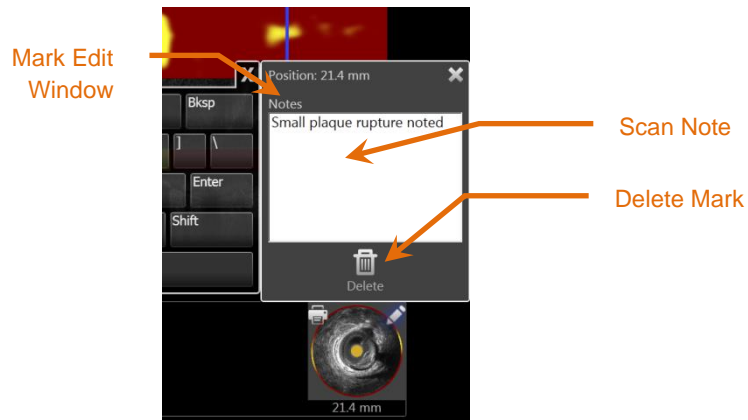 Mark Edit
Window
X
Position: 21.4 mm
X
Notes
Small plaque rupture noted
Bksp
] \
Enter
Shift
Delete
21.4 mm
Scan Note
Delete Mark